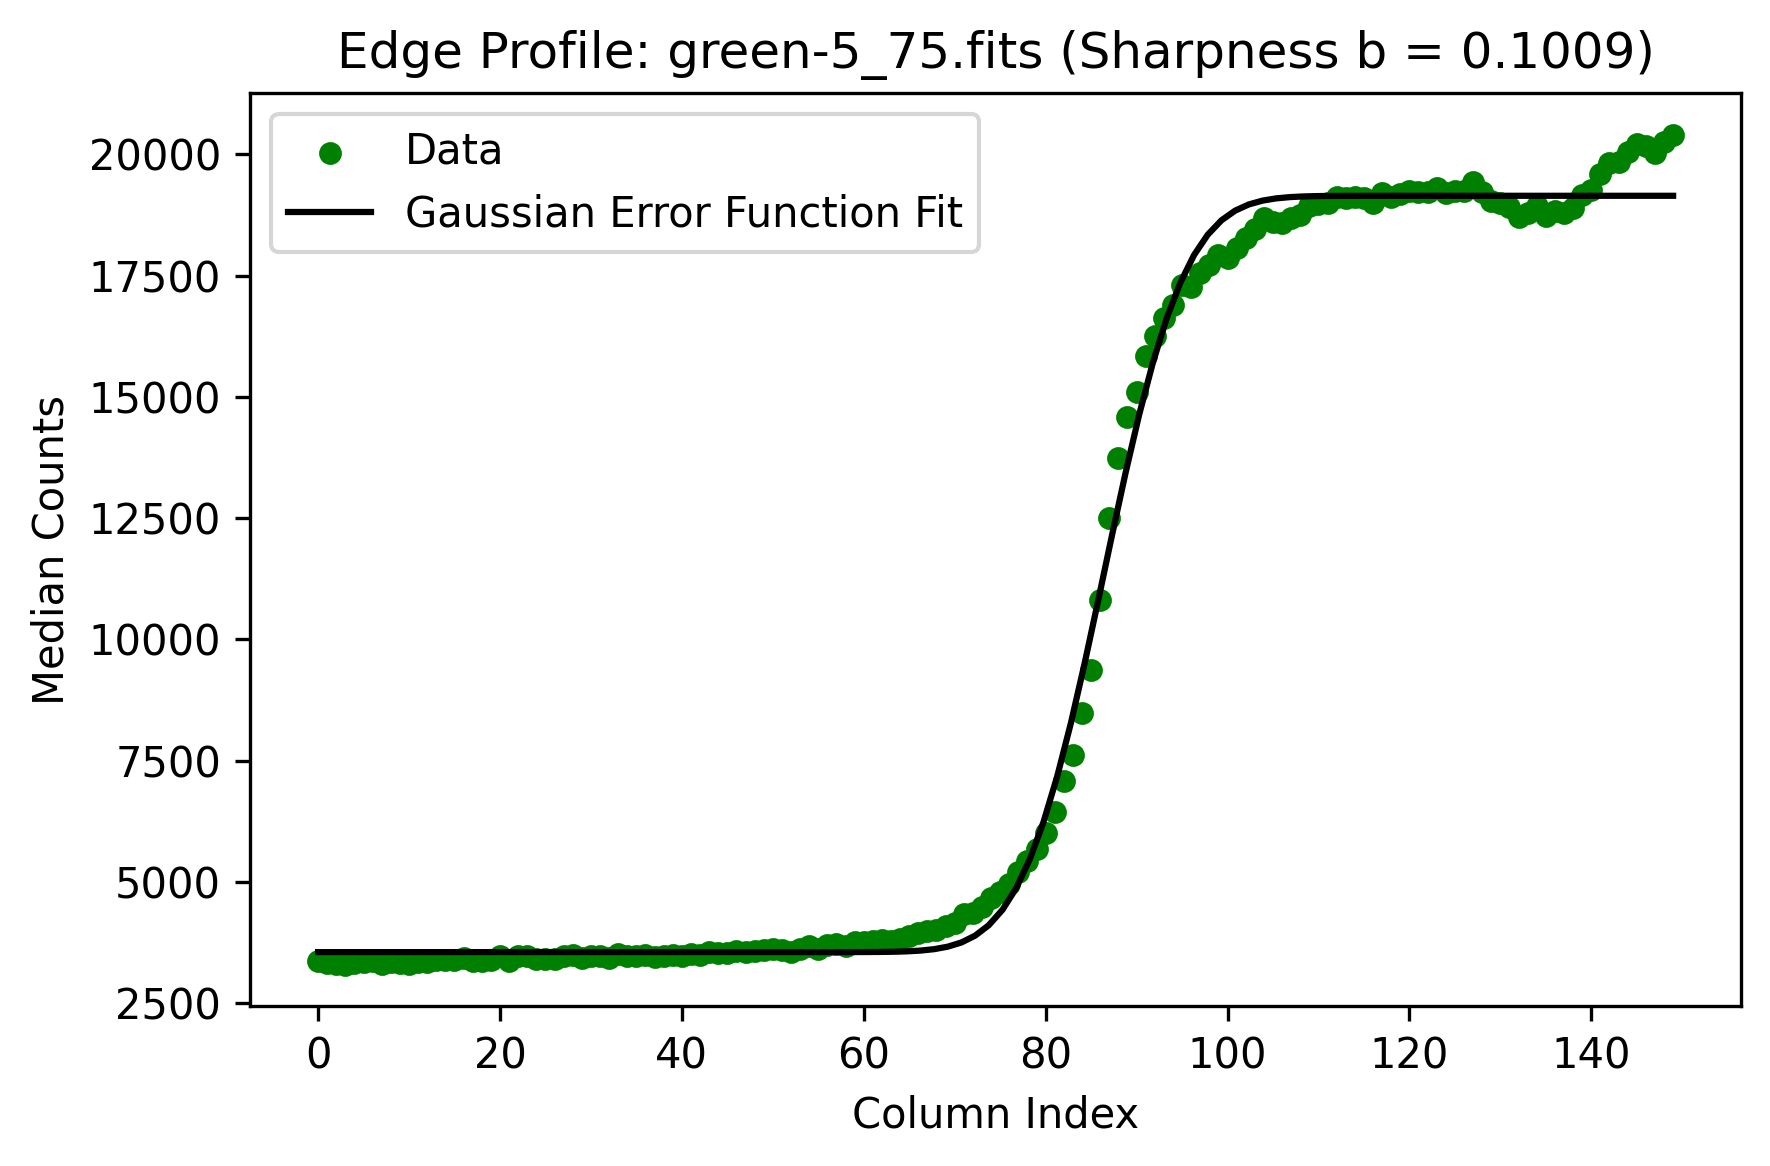 Edge Profile: green-5_75.fits (Sharpness b = 0.1009)
Data
Gaussian Error Function Fit
20000
17500
15000
12500
10000
7500
5000
2500
Median Counts
0 20 40 60 80 100 120 140
Column Index